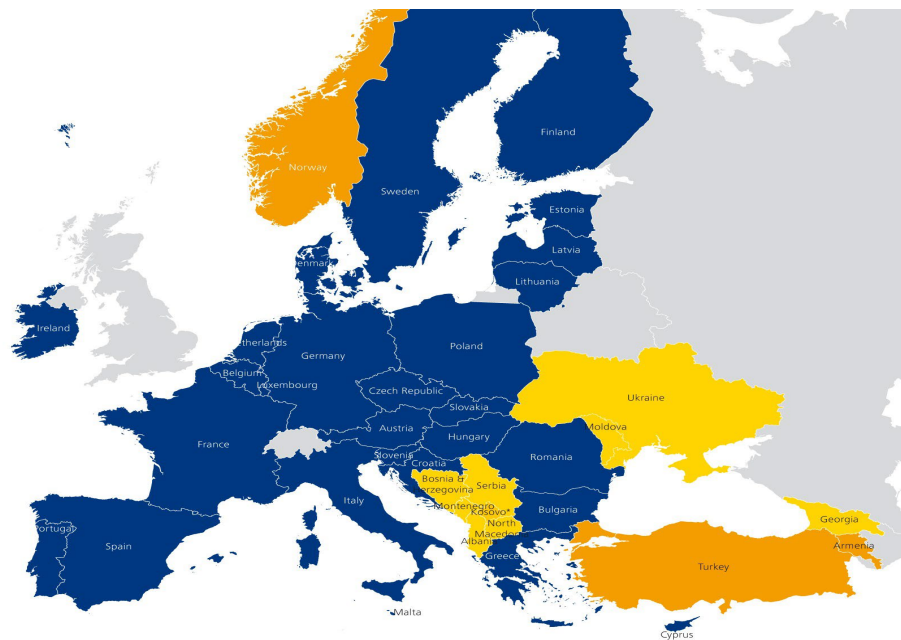 Finland
Norway
Sweden
Estonia
Latvia
Denmark
Lithuania
Ireland
Netherlands
Poland
Germany
Belgium
Luxembourg
Czech Republic
Ukraine
Slovakia
Austria
Moldova
Hungary
France
Slovenia
Romania
Croatia
Bosnia &
Herzegovina
Serbia
Italy
Montenegro
Bulgaria
Kosovo*
Georgia
North
Macedo
Portugal
Albani
Armenia
Spain
Greece
Turkey
Malta
Cyprus